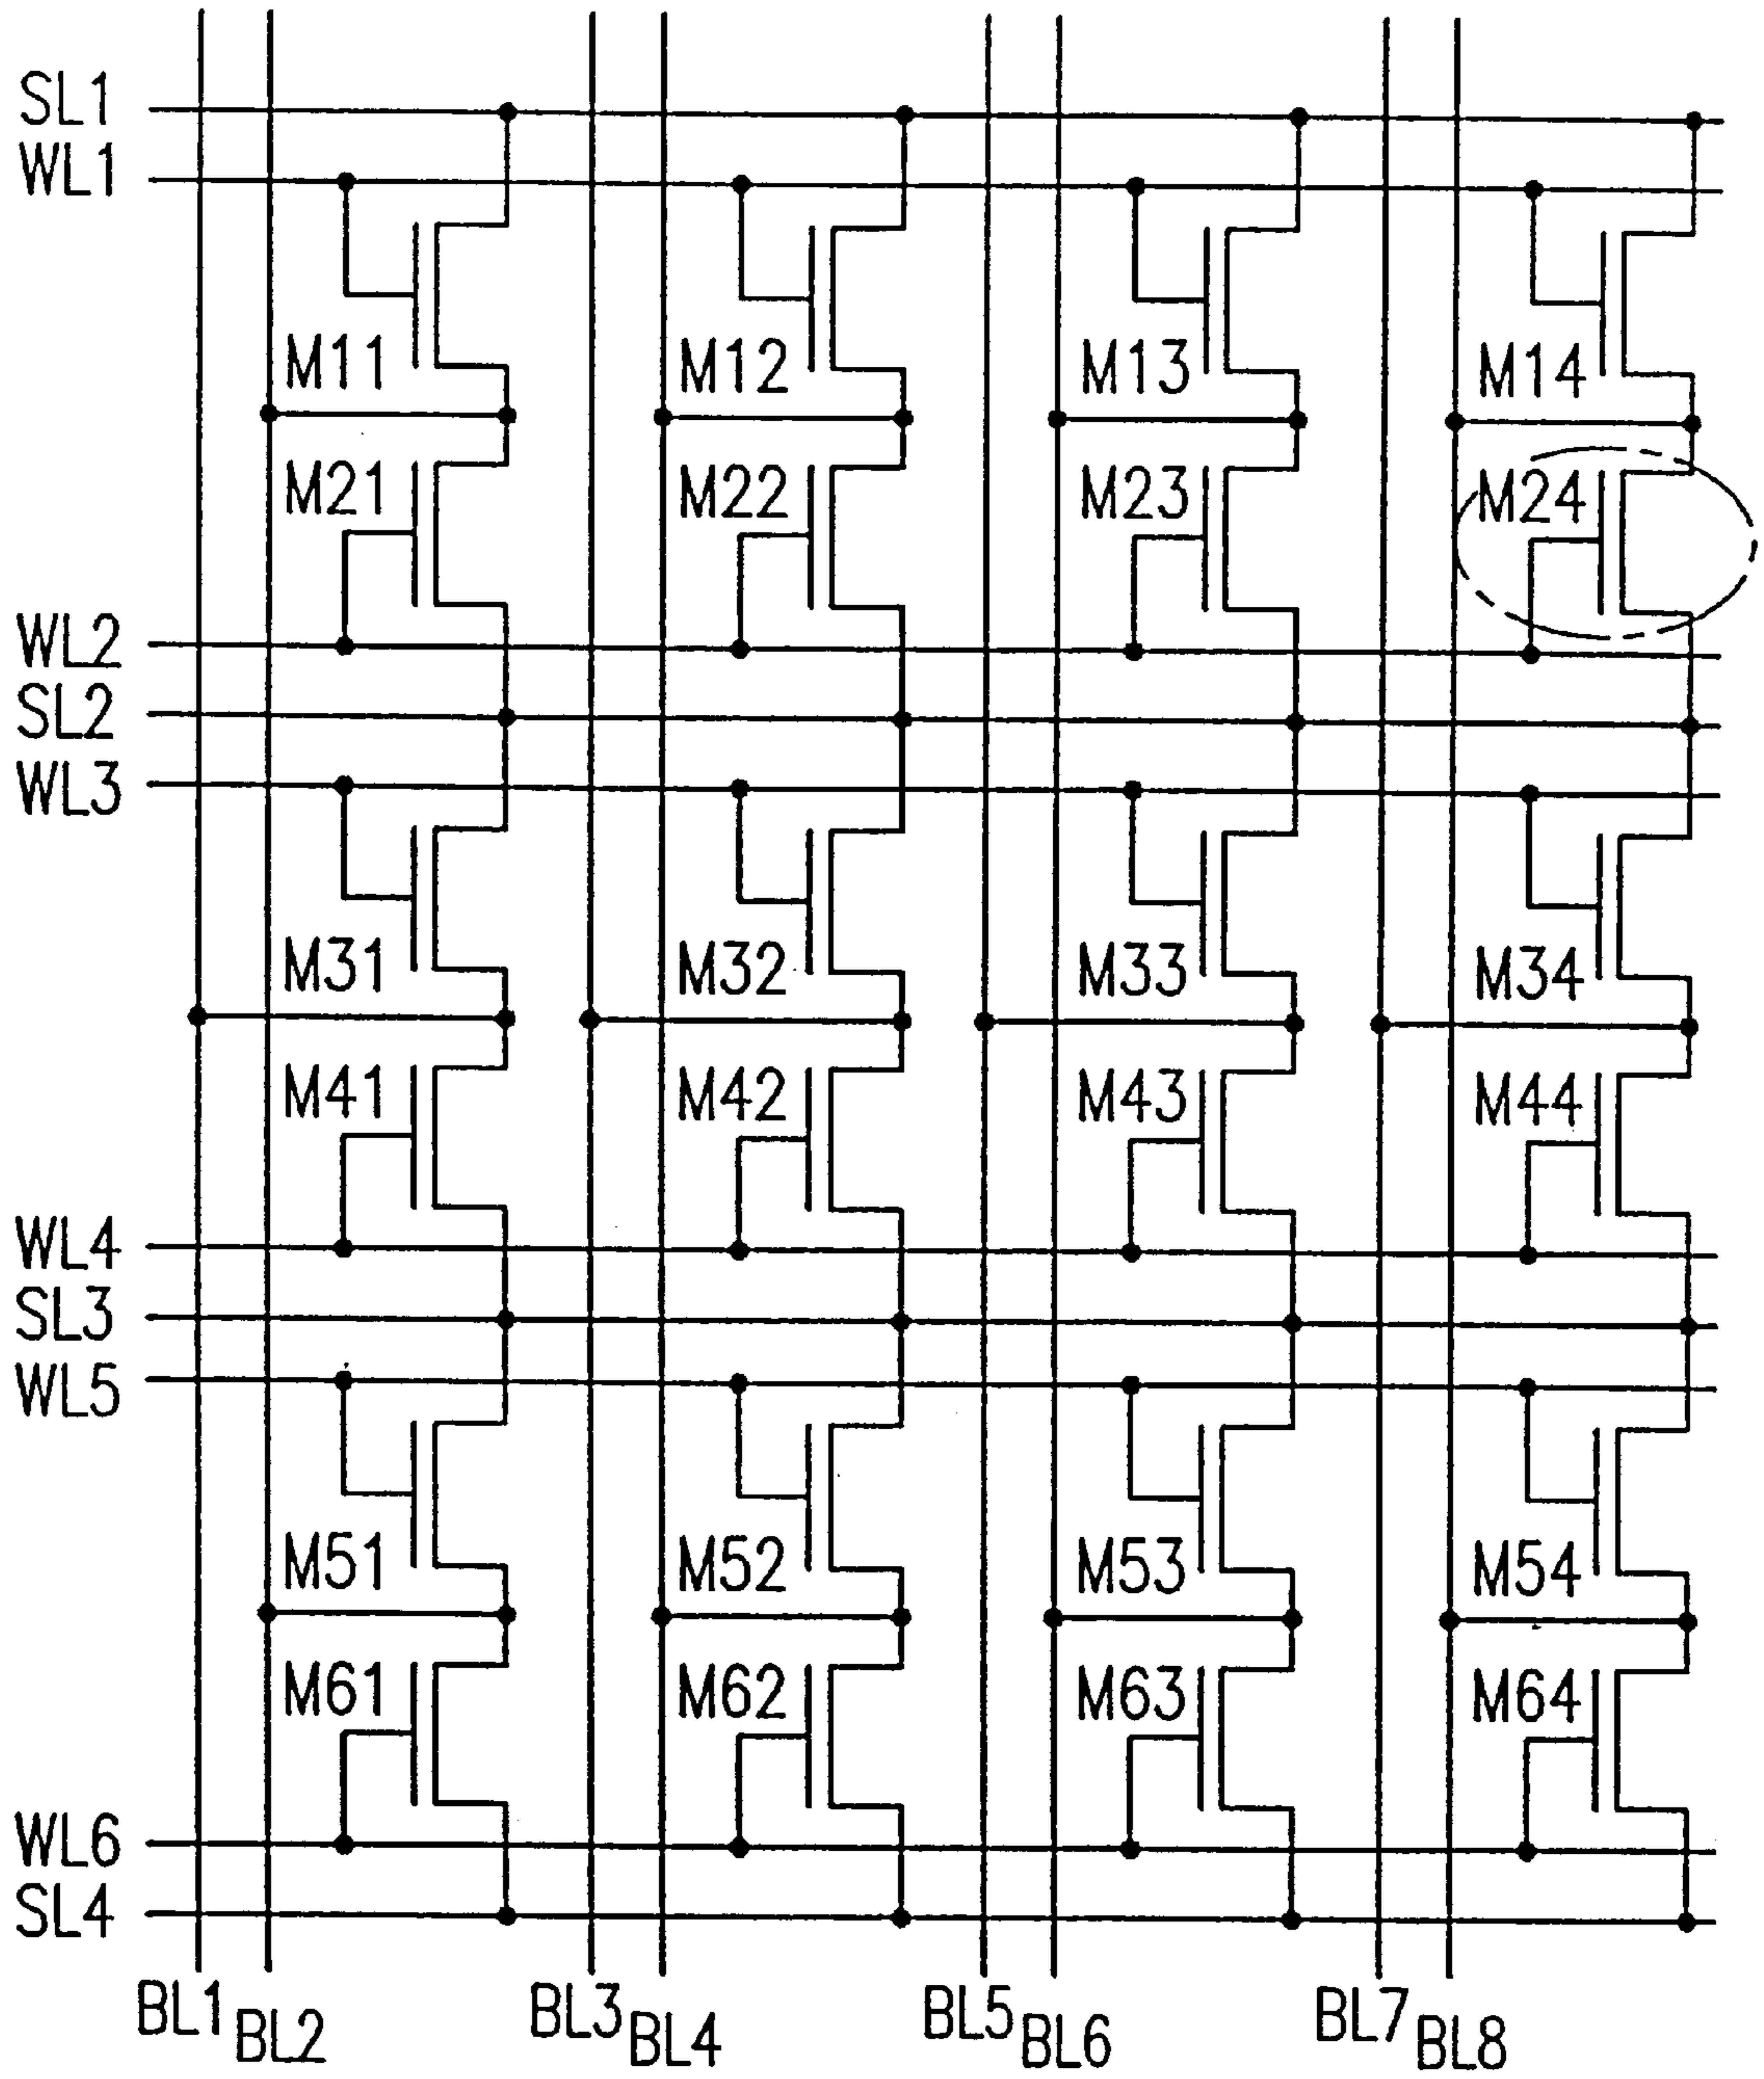 SL1
WL1
M11 M12 M13 M14
M21 M22 M23 M24
WL2
SL2
WL3
M31 M32 M33 M34
M41 M42 M43 M44
WL4
SL3
WL5
M51 M52 M53 M54
M61 M62 M63 M64
WL6
SL4
BL1 BL2 BL3 BL4 BL5 BL6 BL7 BL8